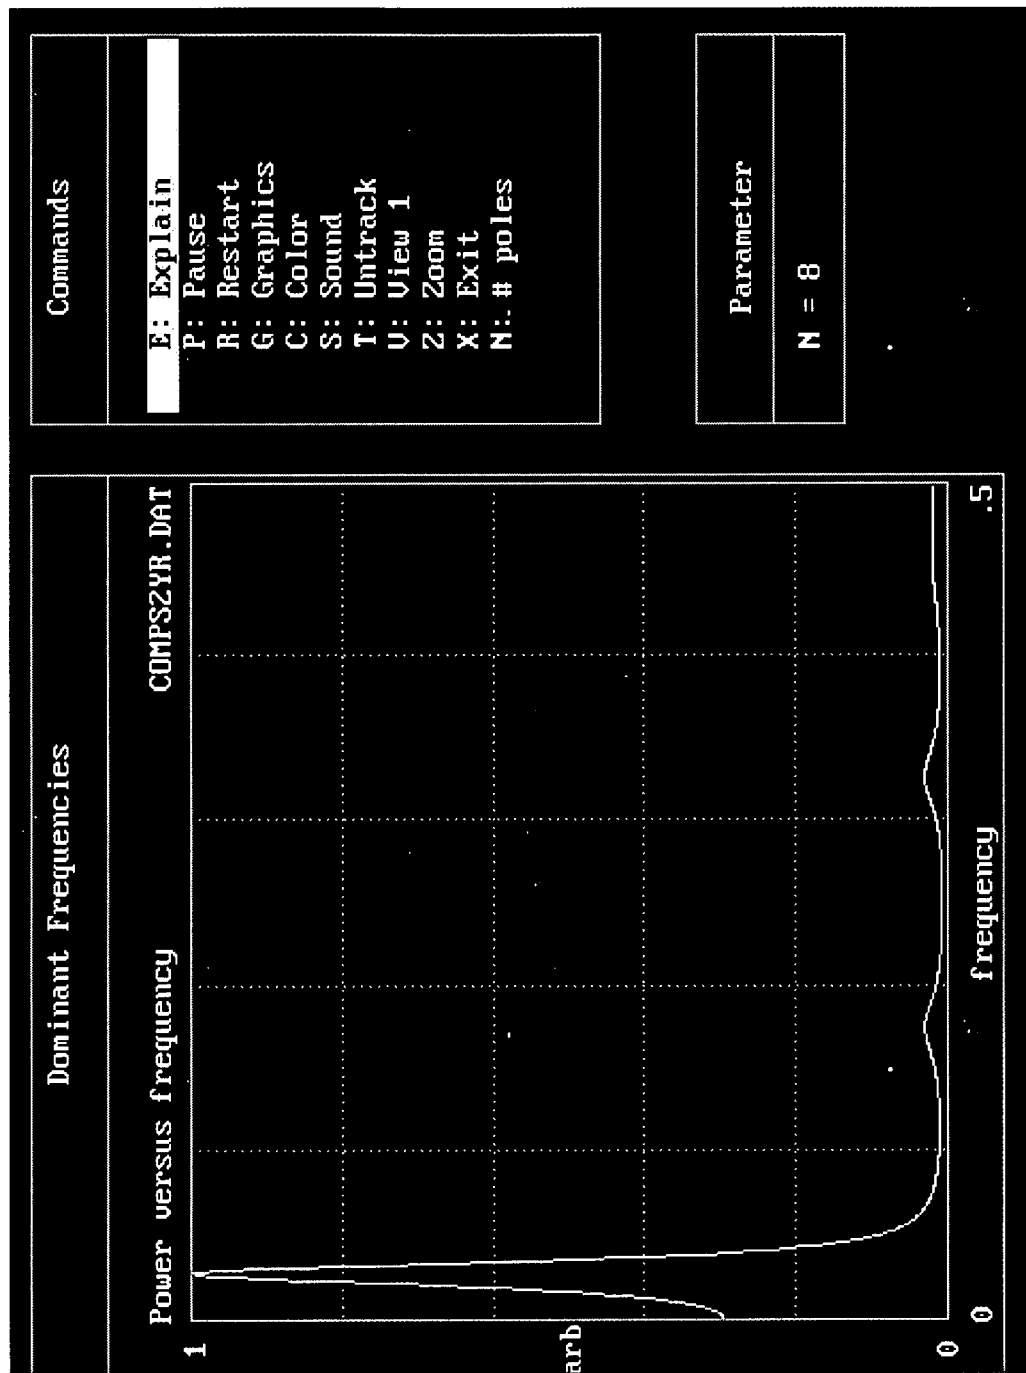 Dominant Frequencies
Power versus frequency
COMPS2YR.DAT
1
arb
0
0
frequency
.5
Commands
E: Explain
P: Pause
R: Restart
G: Graphics
C: Color
S: Sound
T: Untrack
V: View 1
Z: Zoom
X: Exit
N: # poles
Parameter
N = 8